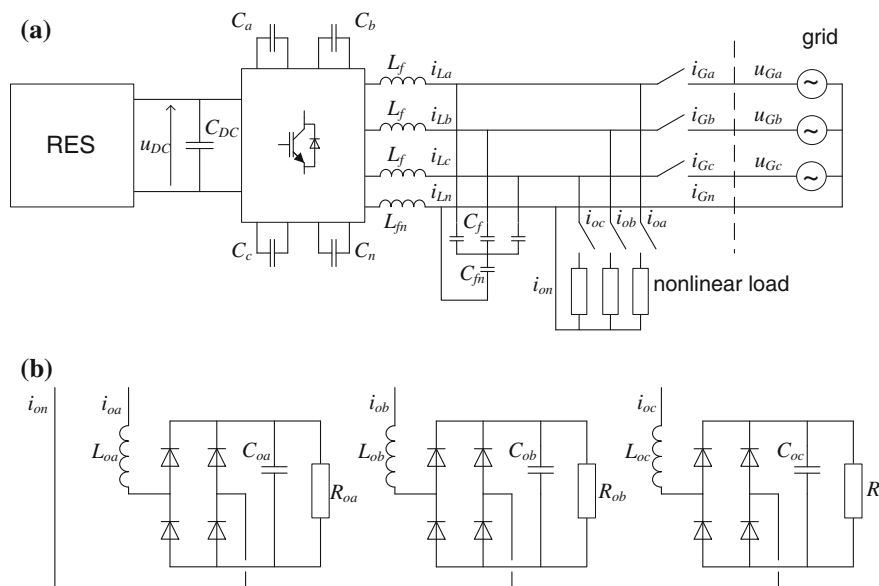 (a)
C_a C_b
grid
L_f i_La i_Ga u_Ga ~
RES
u_DC C_DC
L_f i_Lb i_Gb u_Gb ~
L_f i_Lc i_Gc u_Gc ~
i_Ln i_Gn
L_fn
C_c C_n
C_f i_oc i_ob i_oa
C_fn i_on nonlinear load
(b)
i_on i_oa i_ob i_oc
L_oa C_oa L_ob C_ob L_oc C_oc
R_oa R_ob R